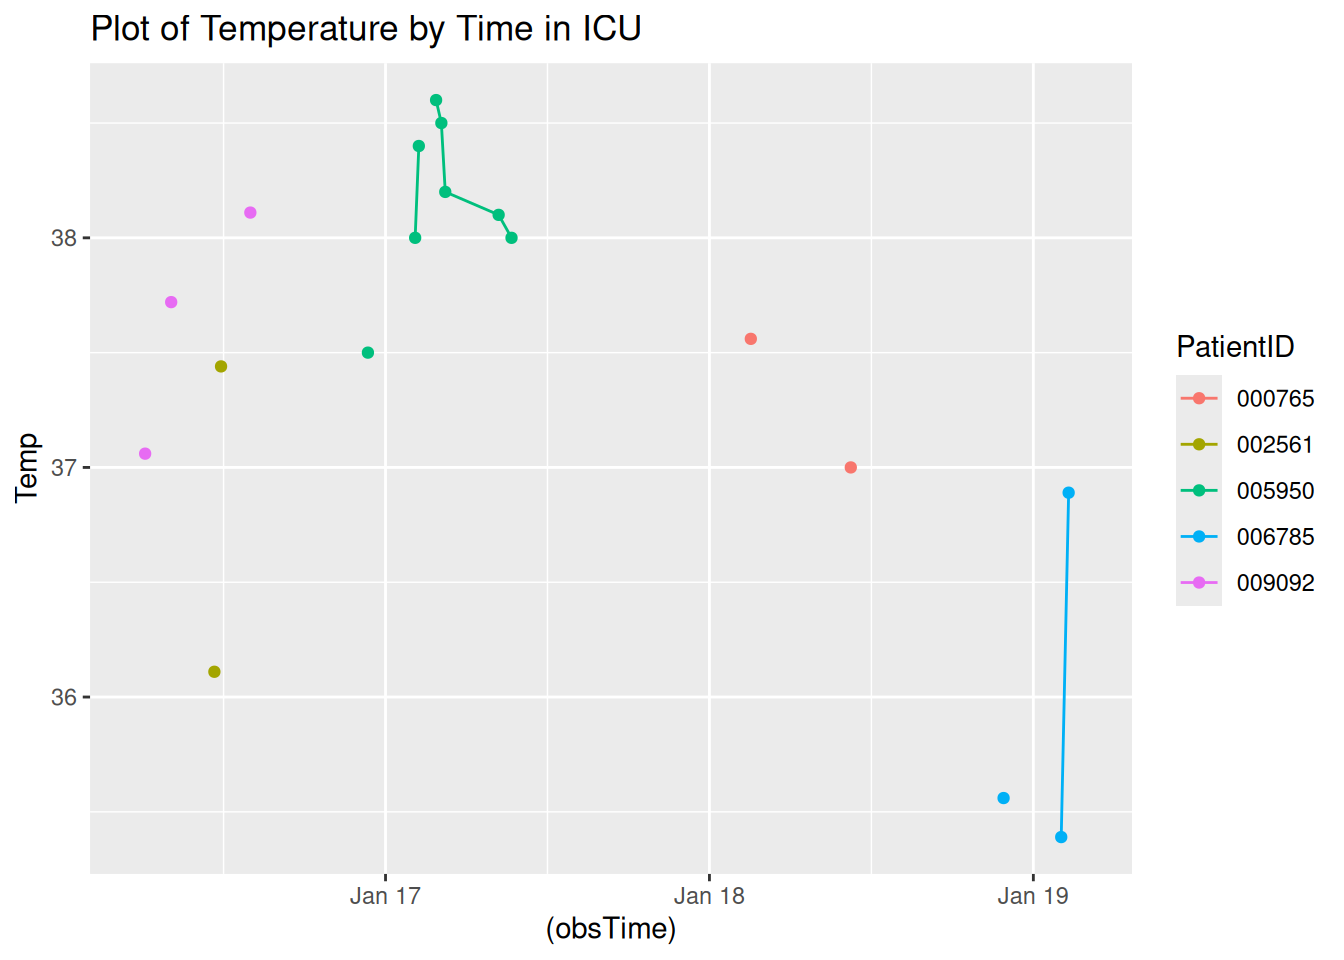 Plot of Temperature by Time in ICU
Temp
38
37
36
Jan 17
Jan 18
Jan 19
(obsTime)
PatientID
000765
002561
005950
006785
009092